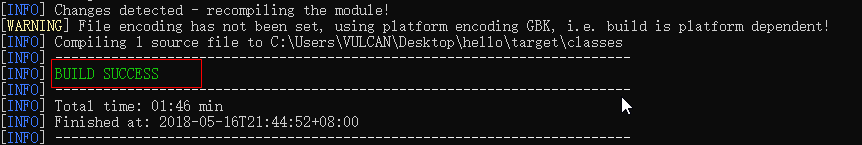 [INFO] Changes detected - recompiling the module!
[WARNING] File encoding has not been set, using platform encoding GBK, i.e. build is platform dependent!
[INFO] Compiling 1 source file to C:\Users\VULCAN\Desktop\hello\target\classes
[INFO] ------------------------------------------------------------------------
[INFO] BUILD SUCCESS
[INFO] ------------------------------------------------------------------------
[INFO] Total time: 01:46 min
[INFO] Finished at: 2018-05-16T21:44:52+08:00
[INFO] ------------------------------------------------------------------------